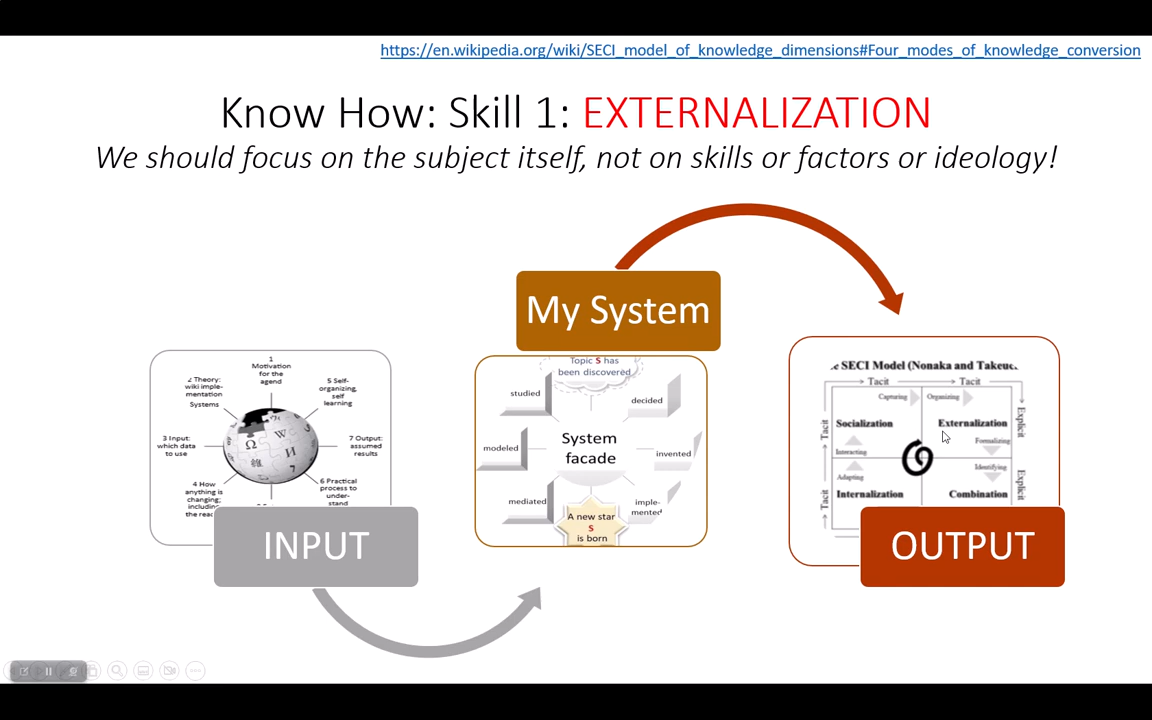 https://en.wikipedia.org/wiki/SECI_model_of_knowledge_dimensions#Four_modes_of_knowledge_conversion
Know How: Skill 1: EXTERNALIZATION
We should focus on the subject itself, not on skills or factors or ideology!
1
Motivation
for the
agend
2 Theory:
wiki imple-
mentation
Systems
5 Self-
organizing,
self
learning
3 Input:
which data
to use
7 Output:
assumed
results
4 How
anything is
changing;
including
6 Practical
process to
under-
stand
INPUT
My System
Topic S has
been discovered
studied
decided
System
facade
modeled
invented
mediated
imple-
mented
A new star
S
is born
SECI Model (Nonaka and
Tacit
Tacit
Capturing
Organizing
Tacit
Socialization
Externalization
Explicit
Interacting
Formalizing
Adapting
Identifying
Tacit
Internalization
Combination
Explicit
OUTPUT